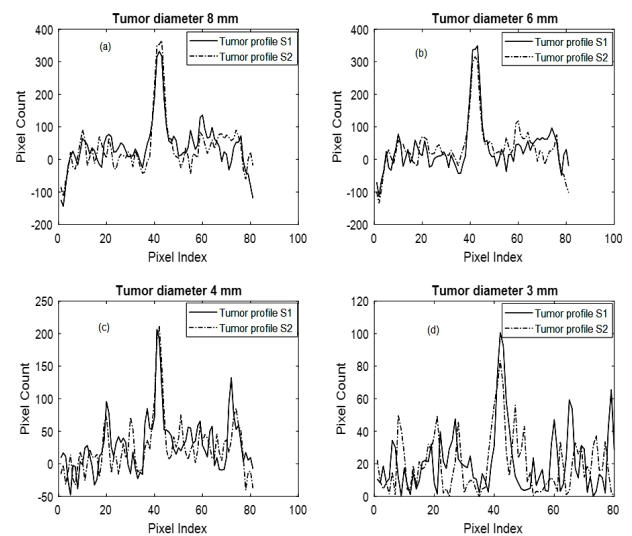 Tumor diameter 8 mm
400
300
200
100
0
-100
-200
0
20
40
60
80
100
Pixel Count
Pixel Index
(a)
Tumor profile S1
Tumor profile S2
Tumor diameter 6 mm
400
300
200
100
0
-100
-200
0
20
40
60
80
100
Pixel Count
Pixel Index
(b)
Tumor profile S1
Tumor profile S2
Tumor diameter 4 mm
250
200
150
100
50
0
-50
0
20
40
60
80
100
Pixel Count
Pixel Index
(c)
Tumor profile S1
Tumor profile S2
Tumor diameter 3 mm
120
100
80
60
40
20
0
0
20
40
60
80
Pixel Count
Pixel Index
(d)
Tumor profile S1
Tumor profile S2